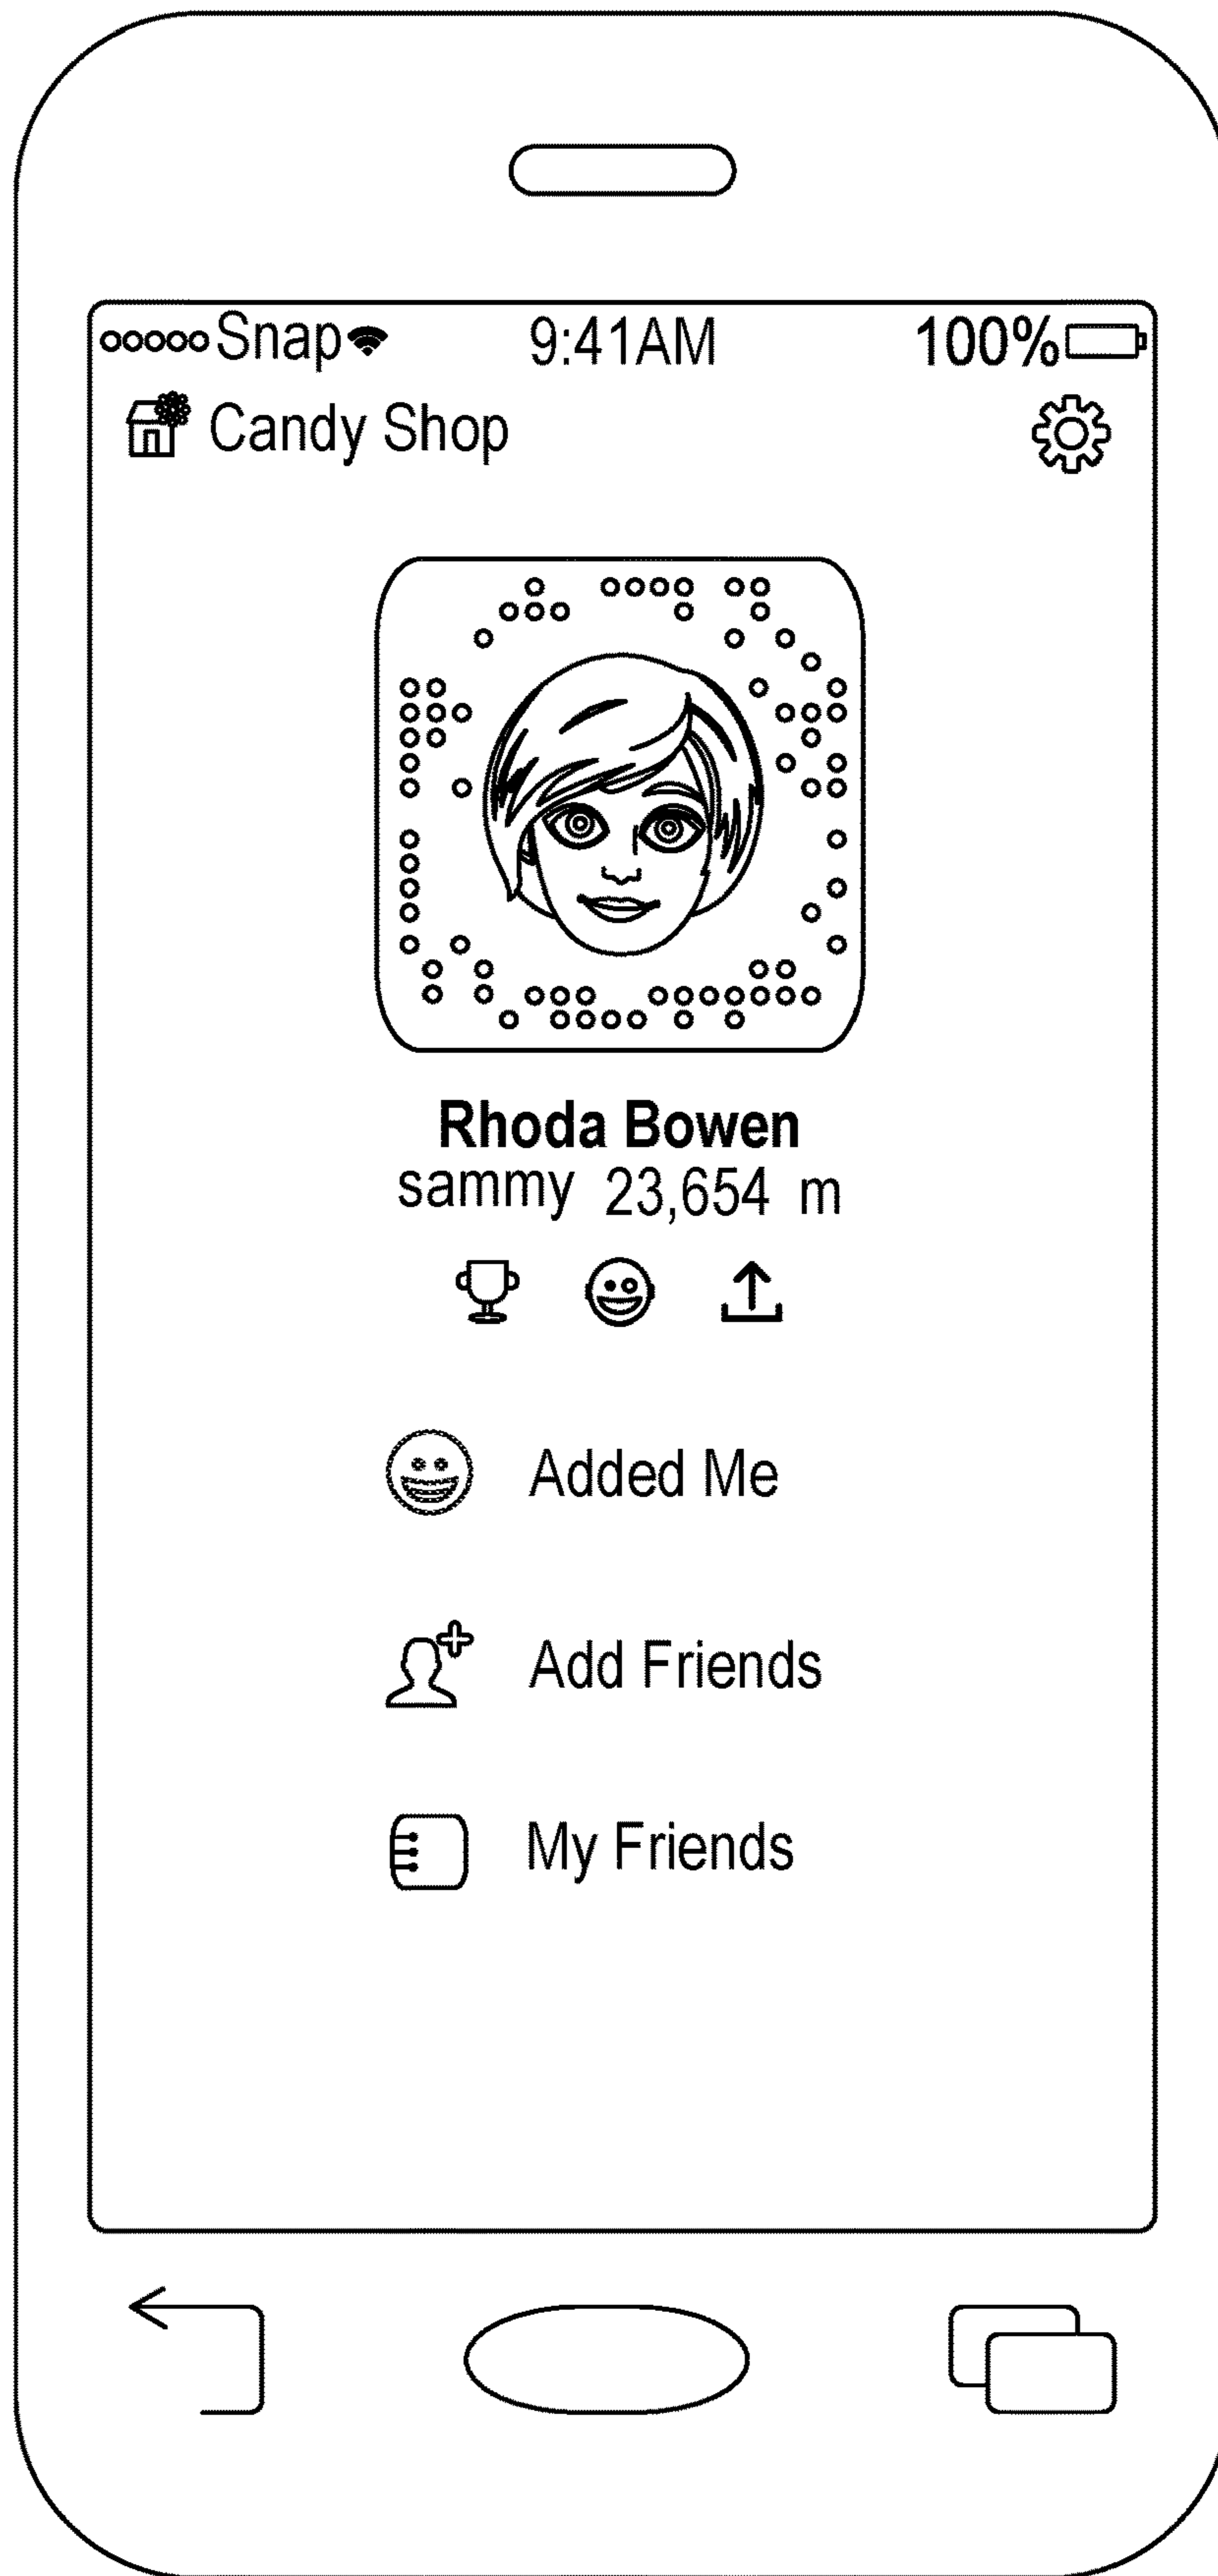 Snap 9:41AM 100%
Candy Shop
Rhoda Bowen
sammy 23,654 m
Added Me
Add Friends
My Friends